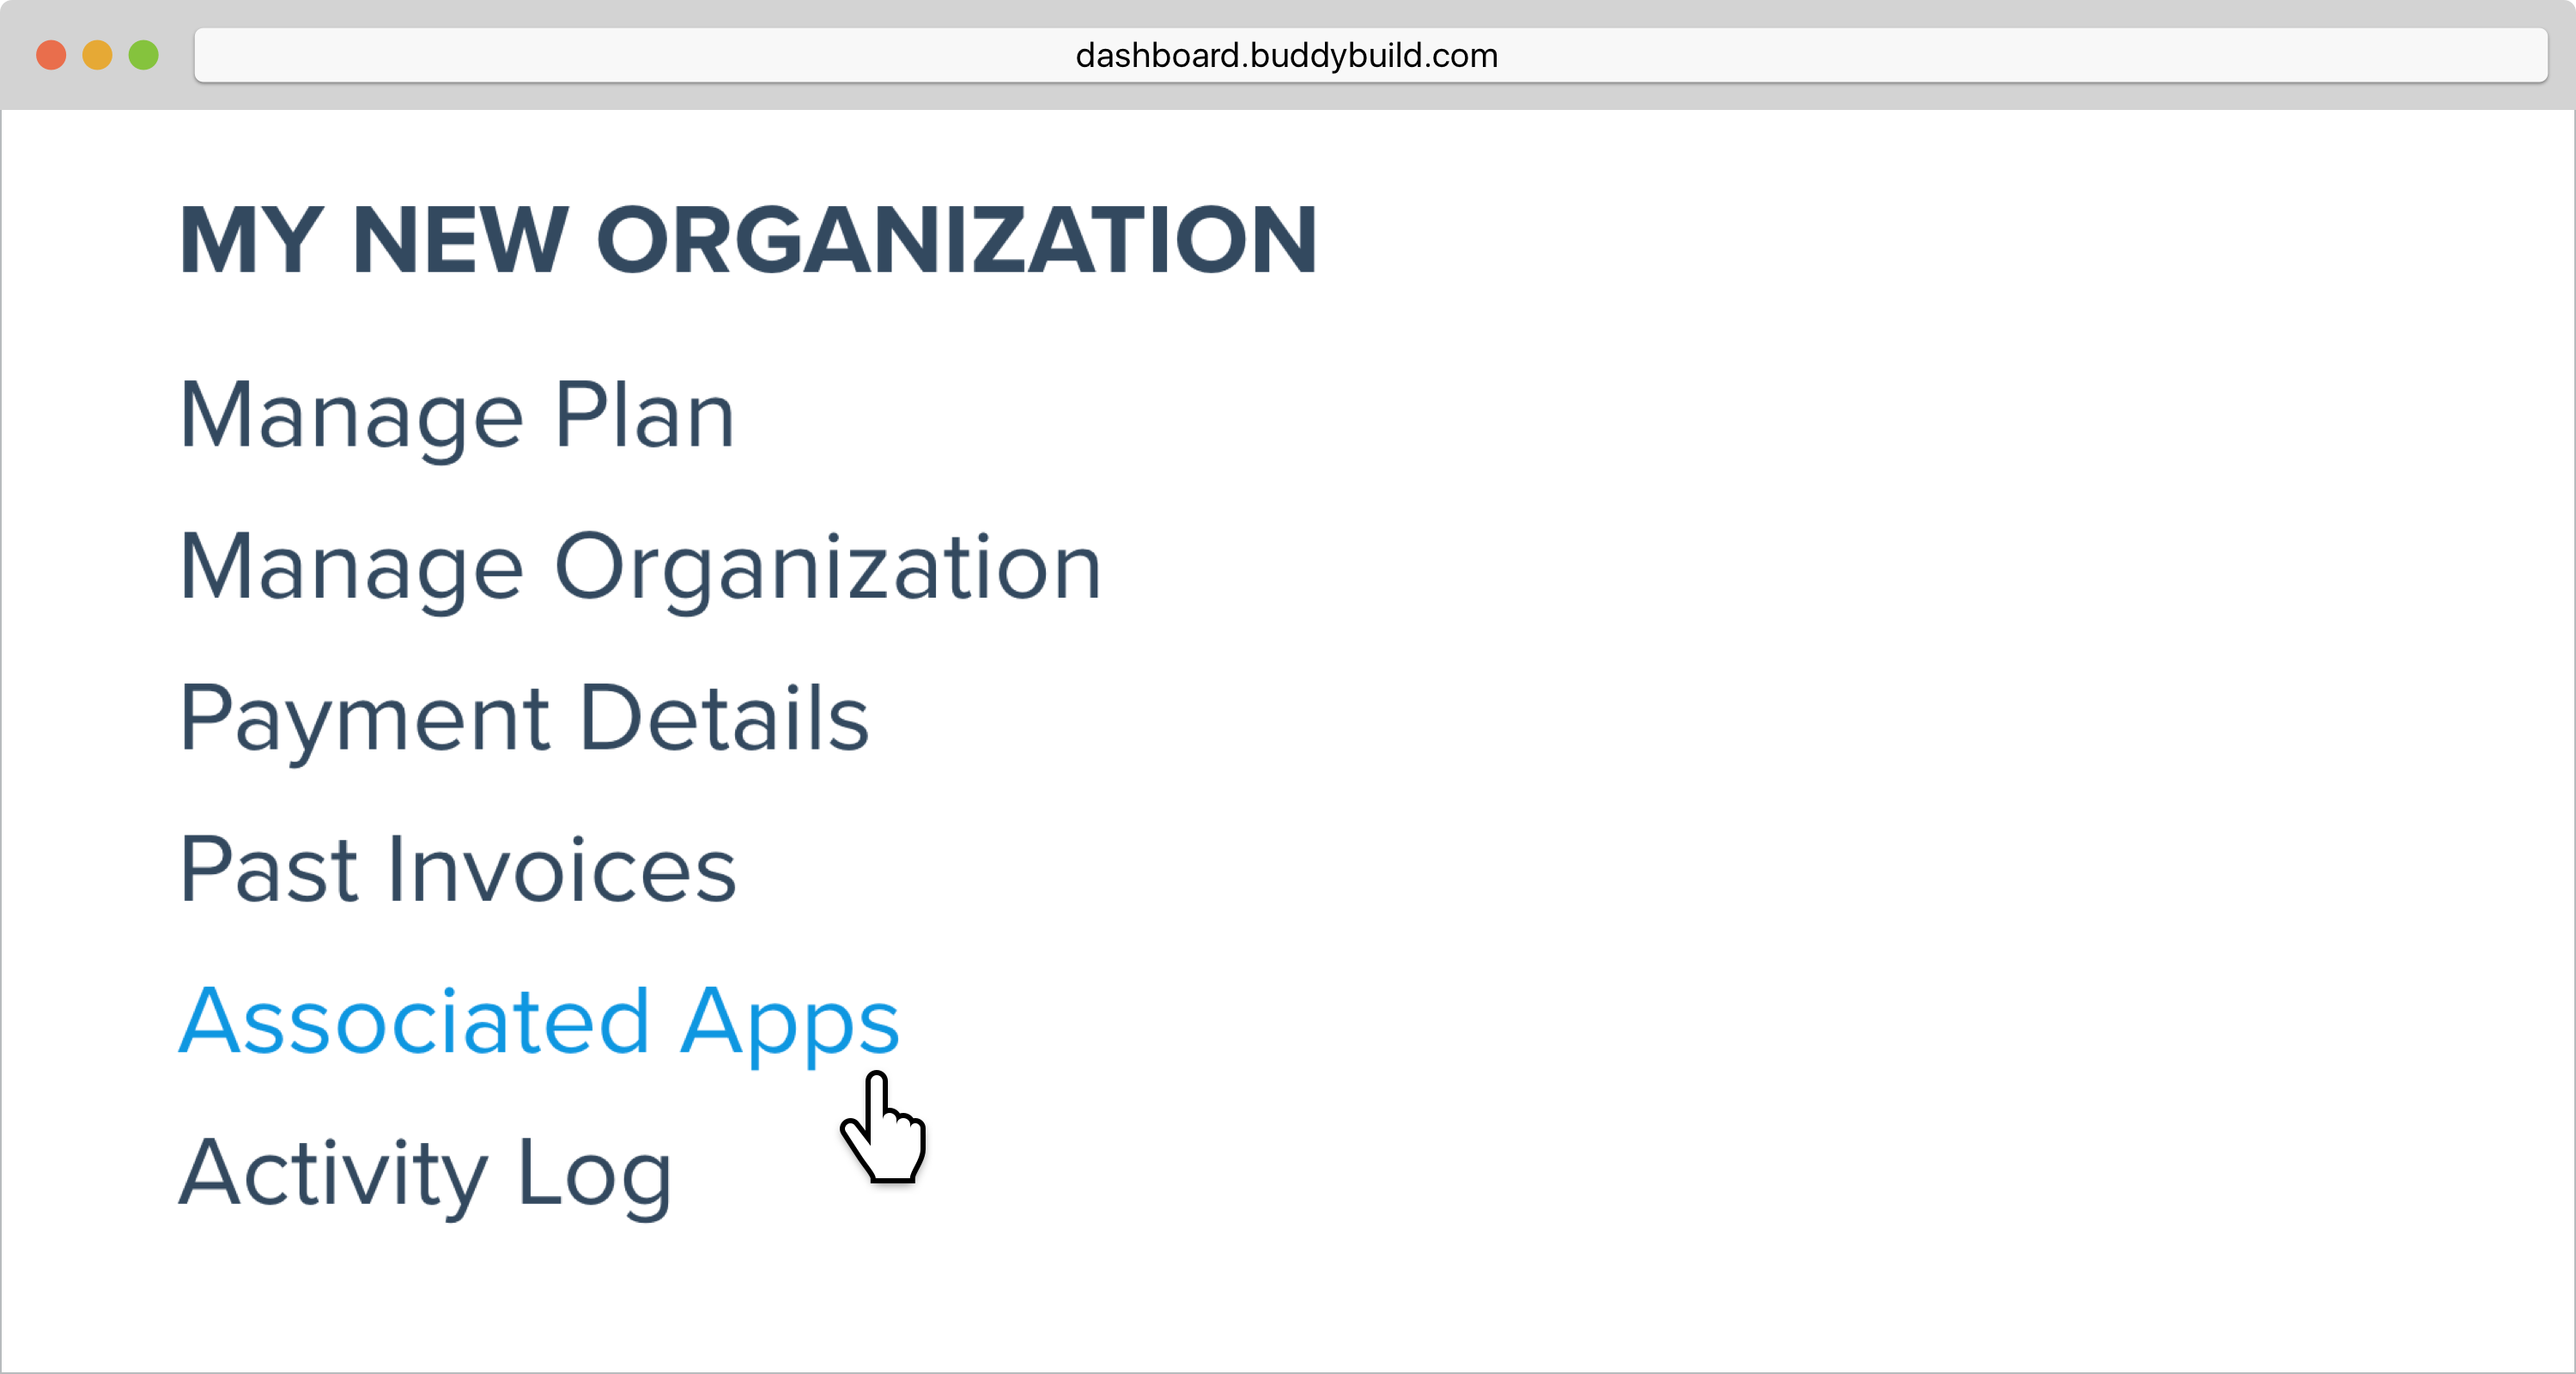 dashboard.buddybuild.com
MY NEW ORGANIZATION
Manage Plan
Manage Organization
Payment Details
Past Invoices
Associated Apps
Activity Log